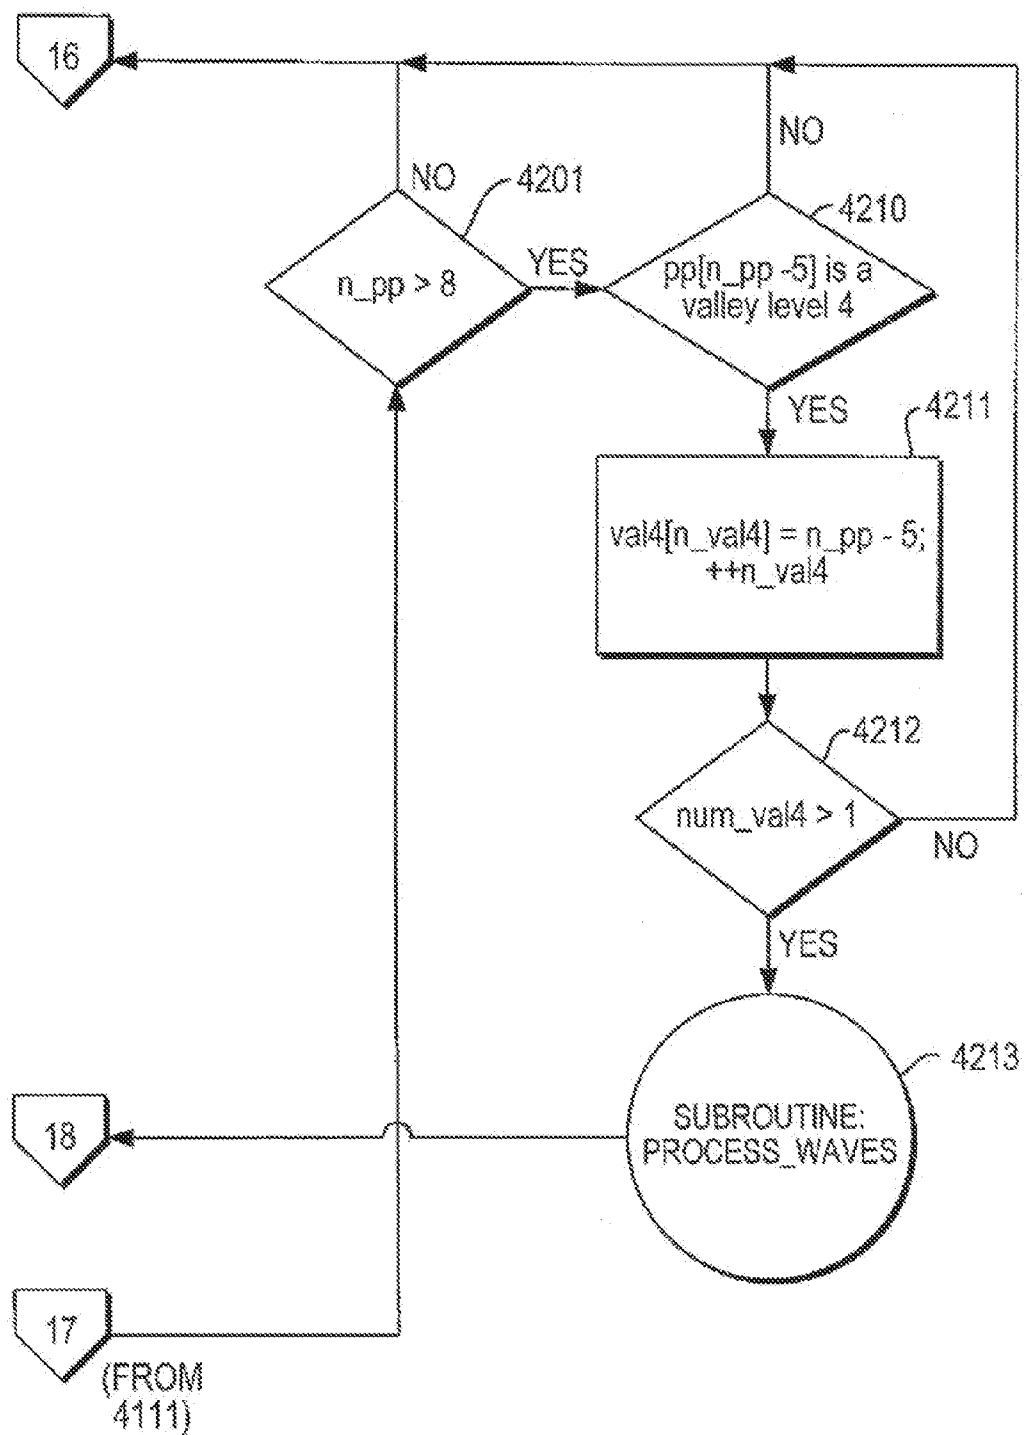 16
NO
4201
n_pp > 8
YES
NO
4210
pp[n_pp -5] is a
valley level 4
YES
4211
val4[n_val4] = n_pp - 5;
++n_val4
4212
num_val4 > 1
NO
YES
4213
SUBROUTINE:
PROCESS_WAVES
18
17
(FROM
4111)